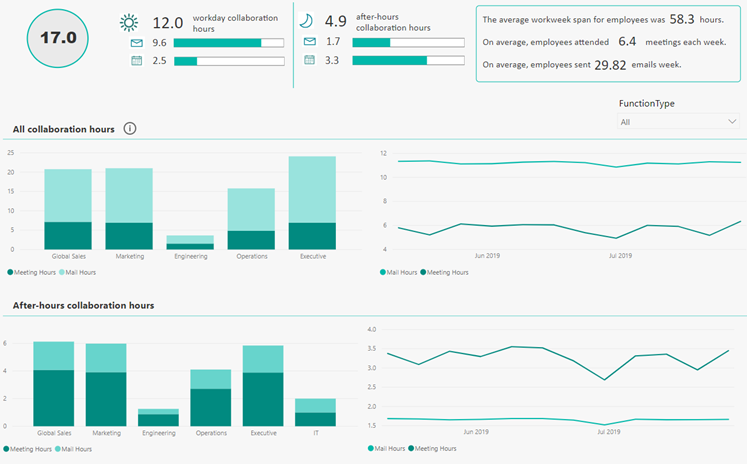 17.0
12.0 workday collaboration hours
9.6
2.5
4.9 after-hours collaboration hours
1.7
3.3
The average workweek span for employees was 58.3 hours.
On average, employees attended 6.4 meetings each week.
On average, employees sent 29.82 emails week.
FunctionType
All
All collaboration hours
25
20
15
10
5
0
Global Sales Marketing Engineering Operations Executive
Meeting Hours Mail Hours
12
10
8
6
4
Jun 2019 Jul 2019
Mail Hours Meeting Hours
After-hours collaboration hours
6
4
2
0
Global Sales Marketing Engineering Operations Executive IT
Meeting Hours Mail Hours
4.0
3.5
3.0
2.5
2.0
1.5
Jun 2019 Jul 2019
Mail Hours Meeting Hours